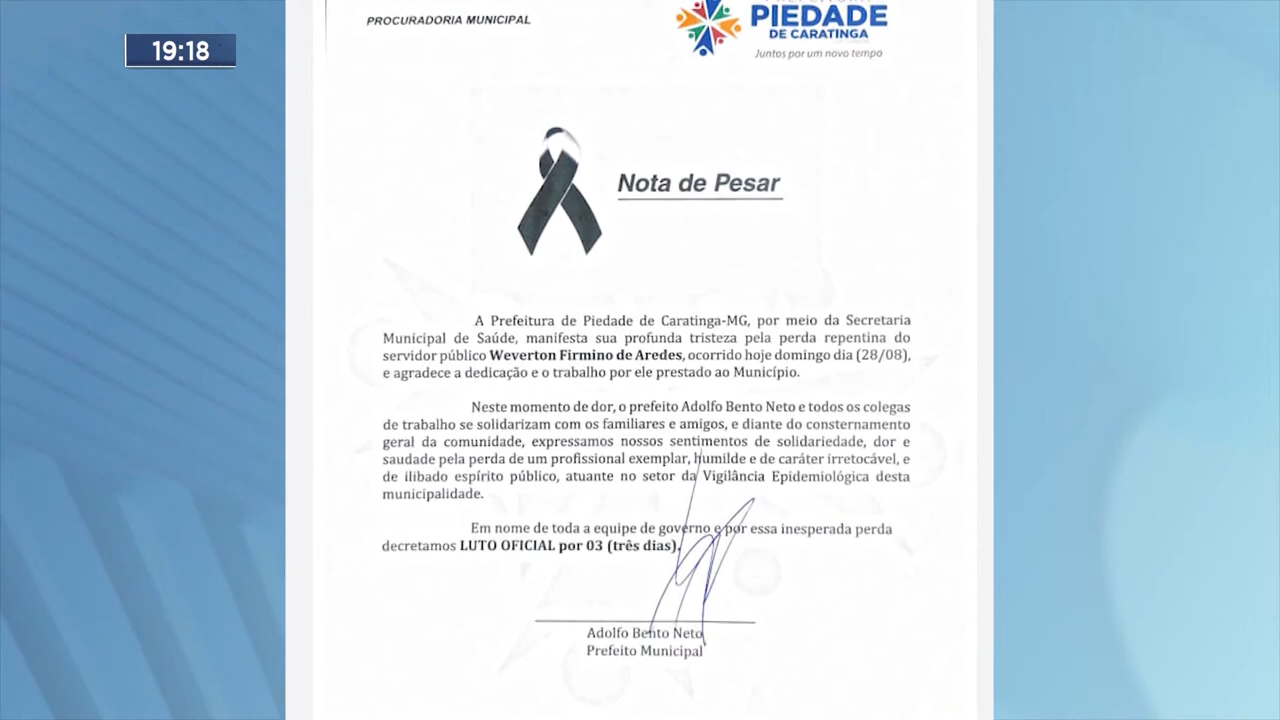 PROCURADORIA MUNICIPAL
PIEDADE
DE CARATINGA
Juntos por um novo tempo
19:18
Nota de Pesar
A Prefeitura de Piedade de Caratinga-MG, por meio da Secretaria
Municipal de Saúde, manifesta sua profunda tristeza pela perda repentina do
servidor público Weverton Firmino de Aredes, ocorrido hoje domingo dia (28/08),
e agradece a dedicação e o trabalho por ele prestado ao Município.
Neste momento de dor, o prefeito Adolfo Bento Neto e todos os colegas
de trabalho se solidarizam com os familiares e amigos, e diante do consternamento
geral da comunidade, expressamos nossos sentimentos de solidariedade, dor e
saudade pela perda de um profissional exemplar, humilde e de caráter irretocável, e
de ilibado espírito público, atuante no setor da Vigilância Epidemiológica desta
municipalidade.
Em nome de toda a equipe de governo e por essa inesperada perda
decretamos LUTO OFICIAL por 03 (três dias).
Adolfo Bento Neto
Prefeito Municipal